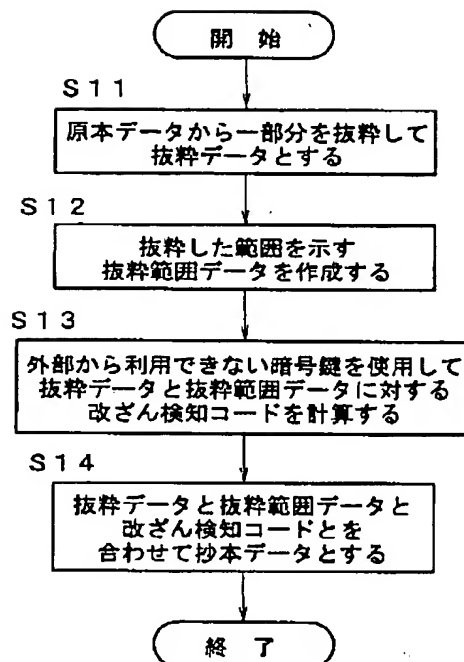 開 始
S11
原本データから一部分を抜粋して
抜粋データとする
S12
抜粋した範囲を示す
抜粋範囲データを作成する
S13
外部から利用できない暗号鍵を使用して
抜粋データと抜粋範囲データに対する
改ざん検知コードを計算する
S14
抜粋データと抜粋範囲データと
改ざん検知コードとを
合わせて抄本データとする
終 了